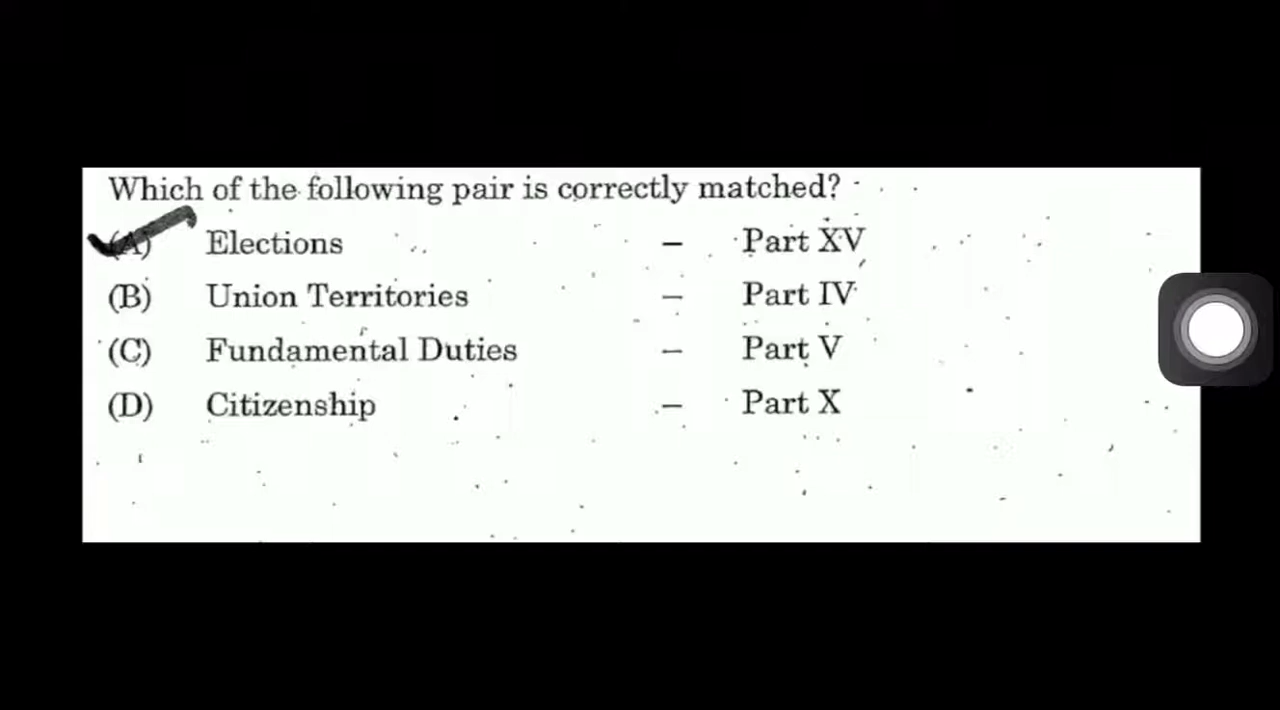 Which of the following pair is correctly matched?
(A) Elections – Part XV
(B) Union Territories – Part IV
(C) Fundamental Duties – Part V
(D) Citizenship – Part X